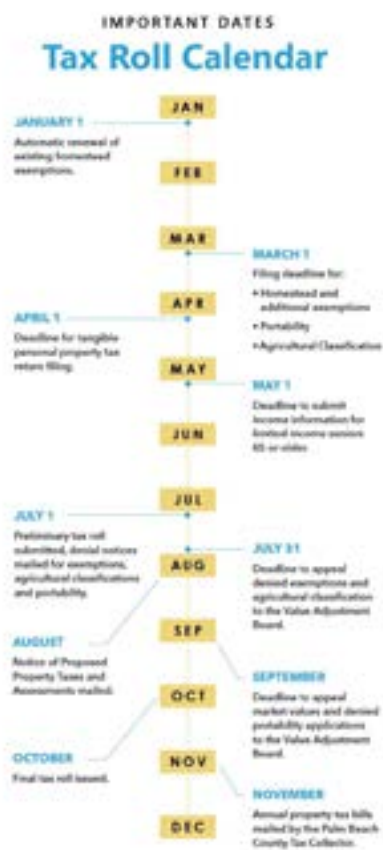 IMPORTANT DATES
Tax Roll Calendar
JAN
JANUARY 1
Automatic renewal of
existing homestead
exemptions.
FEB
MAR
MARCH 1
Filing deadline for:
• Homestead and
additional exemptions
• Portability
• Agricultural Classification
APR
APRIL 1
Deadline for tangible
personal property tax
return filing.
MAY
MAY 1
Deadline to submit
income information for
limited income seniors
65 or older.
JUN
JUL
JULY 1
Preliminary tax roll
submitted, denial notices
mailed for exemptions,
agricultural classifications
and portability.
JULY 31
Deadline to appeal
denied exemptions and
agricultural classification
to the Value Adjustment
Board.
AUG
AUGUST
Notice of Proposed
Property Taxes and
Assessments mailed.
SEP
SEPTEMBER
Deadline to appeal
market values and denied
portability applications
to the Value Adjustment
Board.
OCT
OCTOBER
Final tax roll issued.
NOV
NOVEMBER
Annual property tax bills
mailed by the Palm Beach
County Tax Collector.
DEC